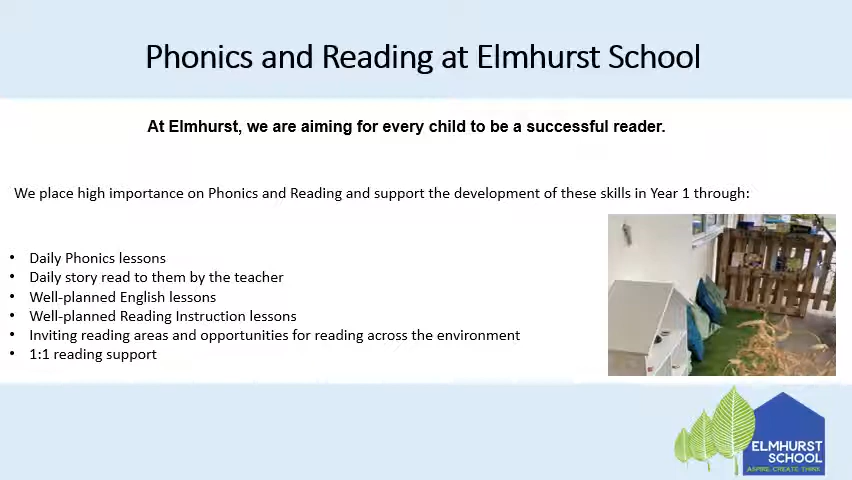 Phonics and Reading at Elmhurst School
At Elmhurst, we are aiming for every child to be a successful reader.
We place high importance on Phonics and Reading and support the development of these skills in Year 1 through:
• Daily Phonics lessons
• Daily story read to them by the teacher
• Well-planned English lessons
• Well-planned Reading Instruction lessons
• Inviting reading areas and opportunities for reading across the environment
• 1:1 reading support
ELMHURST
SCHOOL
ASPIRE CREATE THINK